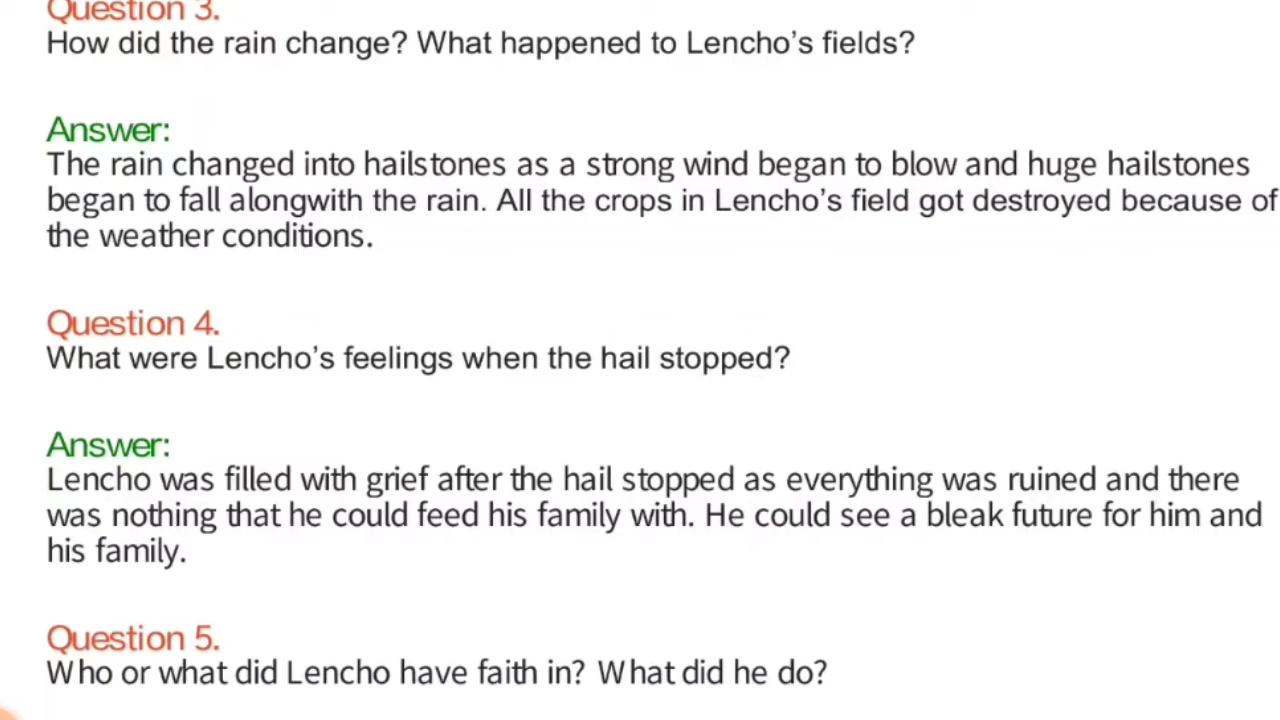 Question 3.
How did the rain change? What happened to Lencho’s fields?
Answer:
The rain changed into hailstones as a strong wind began to blow and huge hailstones
began to fall alongwith the rain. All the crops in Lencho’s field got destroyed because of
the weather conditions.
Question 4.
What were Lencho’s feelings when the hail stopped?
Answer:
Lencho was filled with grief after the hail stopped as everything was ruined and there
was nothing that he could feed his family with. He could see a bleak future for him and
his family.
Question 5.
Who or what did Lencho have faith in? What did he do?